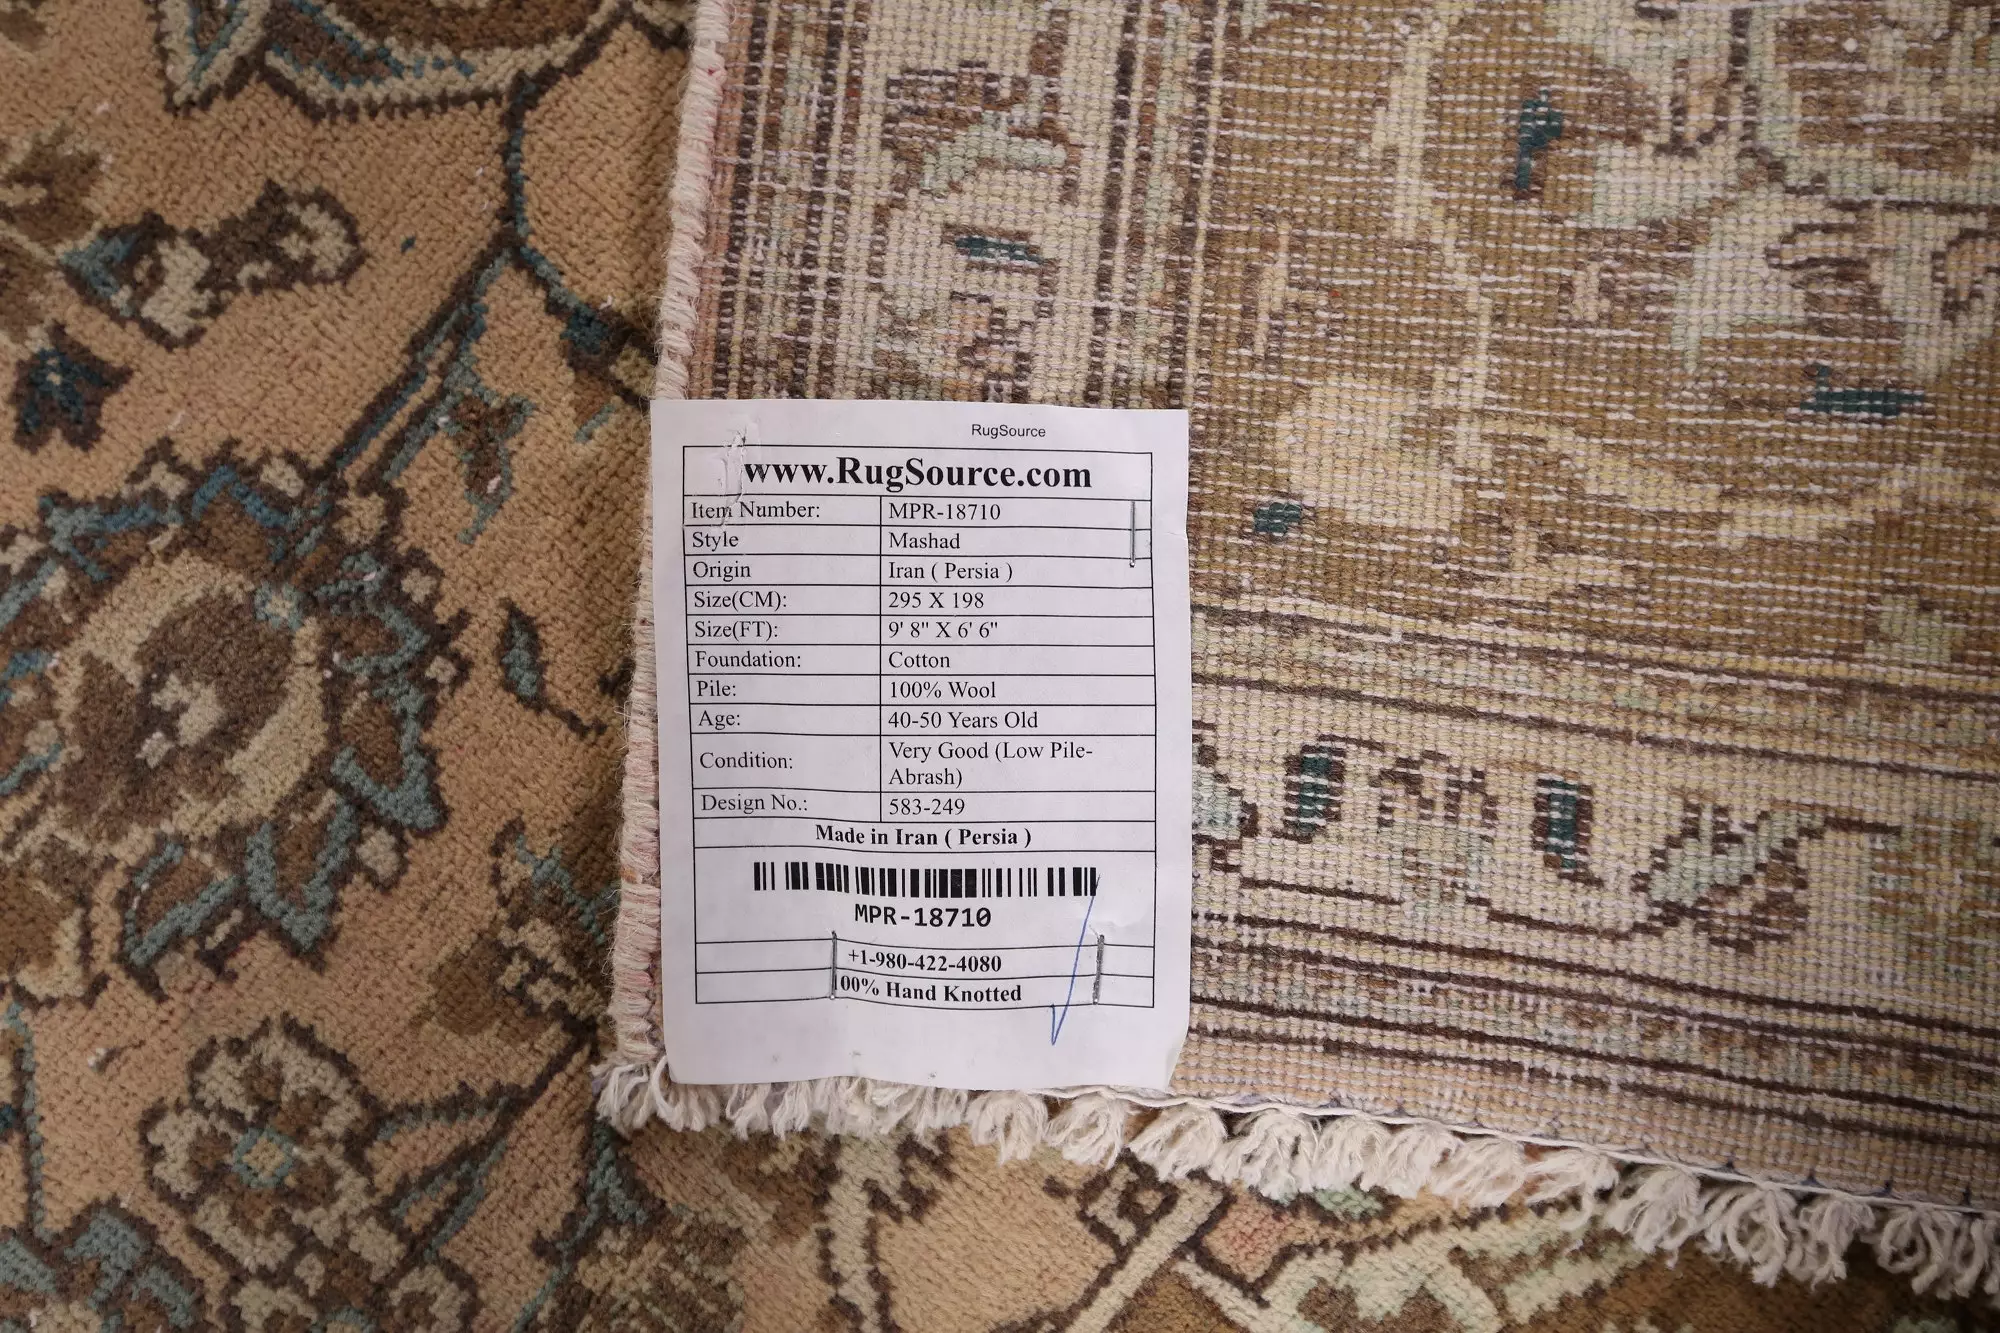 RugSource
www.RugSource.com
Item Number: MPR-18710
Style Mashad
Origin Iran ( Persia )
Size(CM): 295 X 198
Size(FT): 9' 8" X 6' 6"
Foundation: Cotton
Pile: 100% Wool
Age: 40-50 Years Old
Condition: Very Good (Low Pile-
Abrash)
Design No.: 583-249
Made in Iran ( Persia )
MPR-18710
+1-980-422-4080
100% Hand Knotted